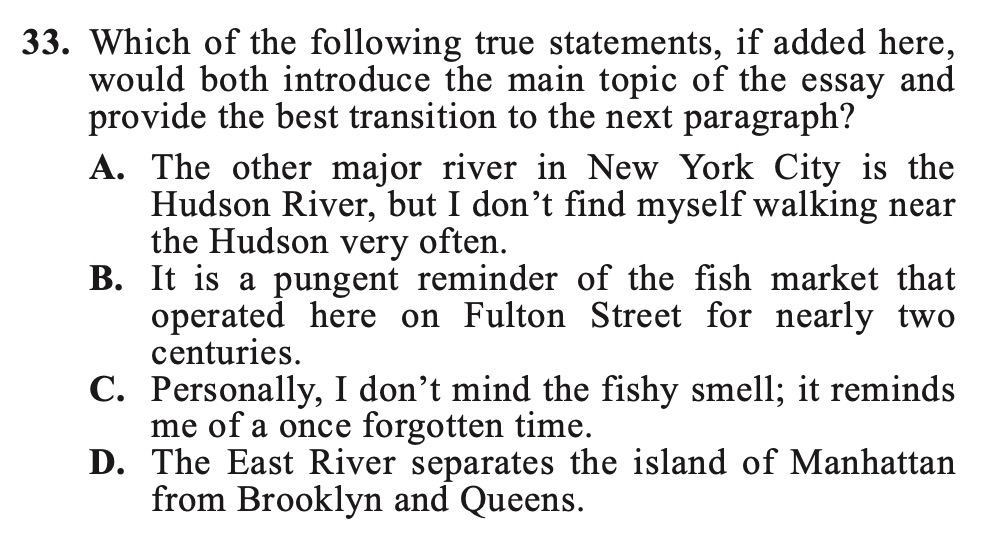 33. Which of the following true statements, if added here,
would both introduce the main topic of the essay and
provide the best transition to the next paragraph?
A. The other major river in New York City is the
Hudson River, but I don’t find myself walking near
the Hudson very often.
B. It is a pungent reminder of the fish market that
operated here on Fulton Street for nearly two
centuries.
C. Personally, I don’t mind the fishy smell; it reminds
me of a once forgotten time.
D. The East River separates the island of Manhattan
from Brooklyn and Queens.